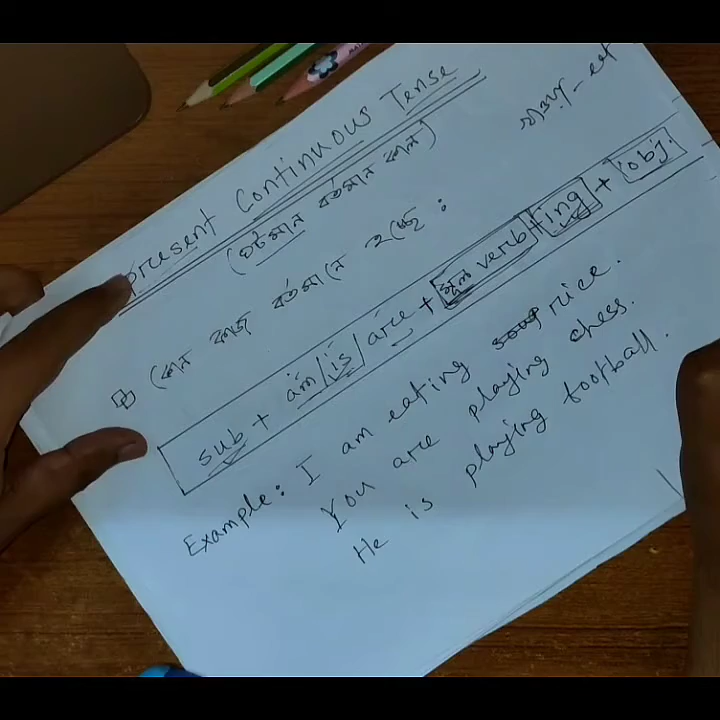 Present Continuous Tense
(ঘটমান বর্তমান কাল)
কোন কাজ বর্তমানে হচ্ছে :
sub + am/is/are + মূল verb + ing + obj.
Example: I am eating rice.
You are playing chess.
He is playing football.